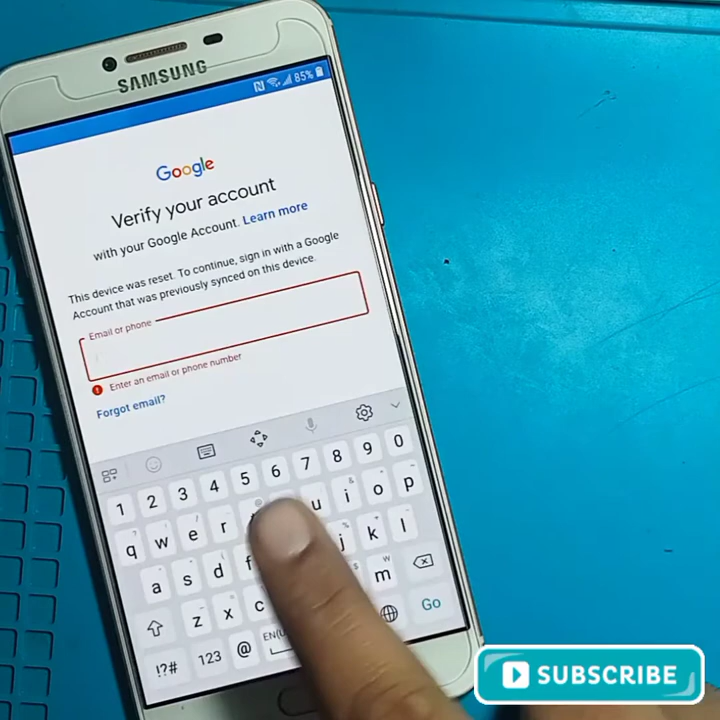 SAMSUNG
85%
Google
Verify your account
with your Google Account. Learn more
This device was reset. To continue, sign in with a Google
Account that was previously synced on this device.
Email or phone
Enter an email or phone number
Forgot email?
1 2 3 4 5 6 7 8 9 0
q w e r u i o p
a s d f j k l
z x c m
!?# 123 @ EN(U Go
SUBSCRIBE